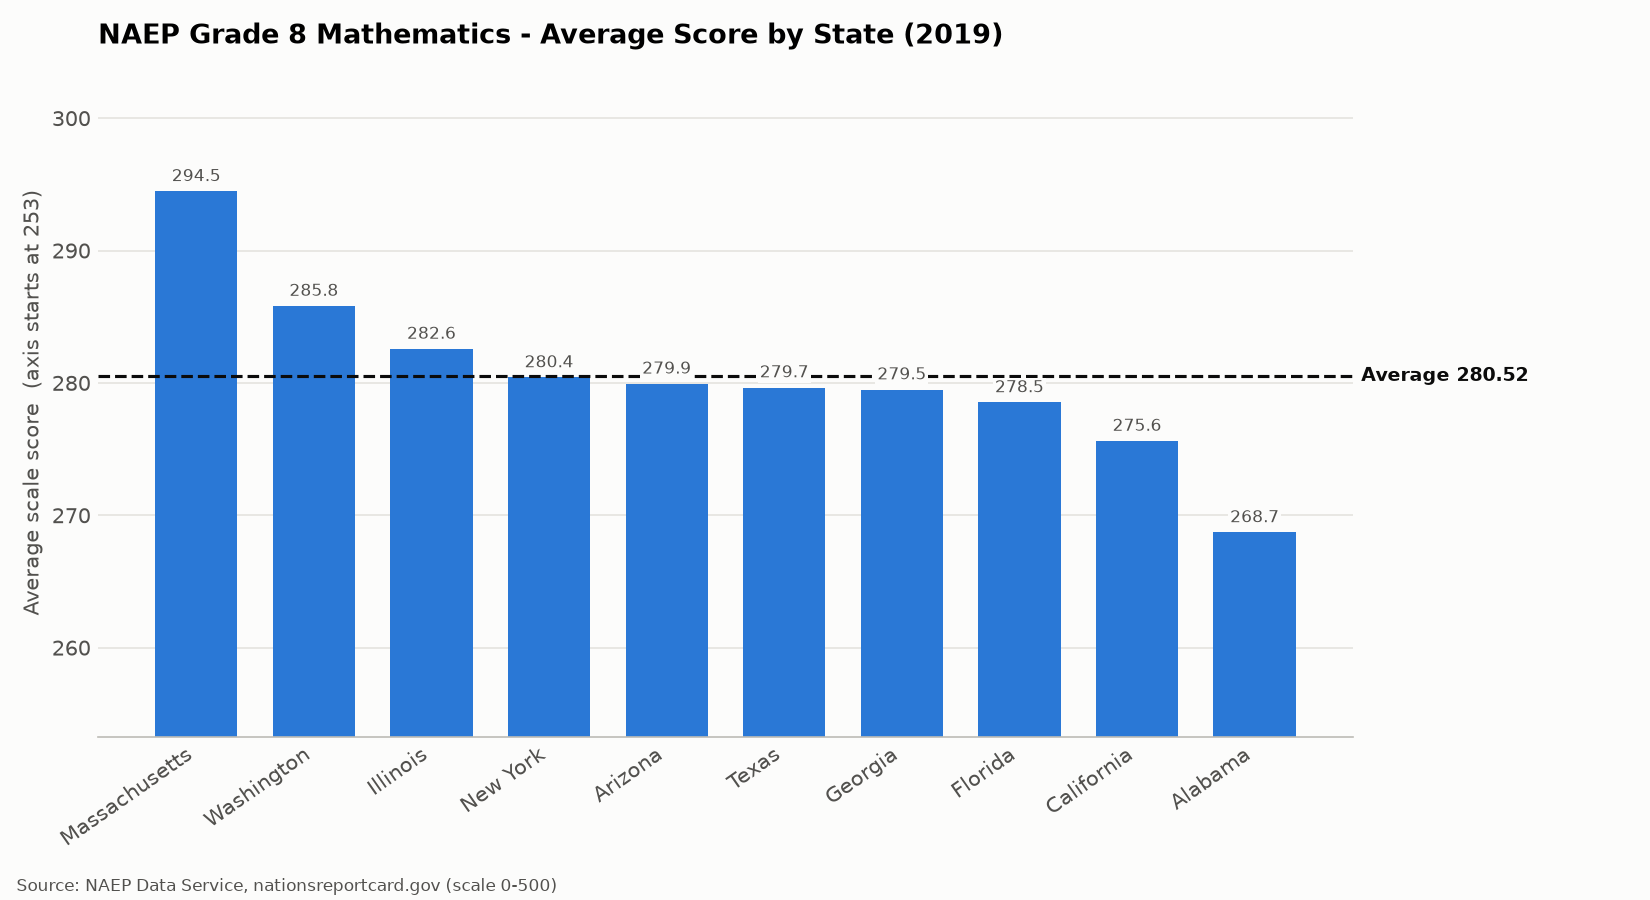 NAEP Grade 8 Mathematics - Average Score by State (2019)
Average scale score (axis starts at 253)
300
290
280
270
260
294.5
285.8
282.6
280.4
279.9
279.7
279.5
278.5
275.6
268.7
Average 280.52
Massachusetts
Washington
Illinois
New York
Arizona
Texas
Georgia
Florida
California
Alabama
Source: NAEP Data Service, nationsreportcard.gov (scale 0-500)